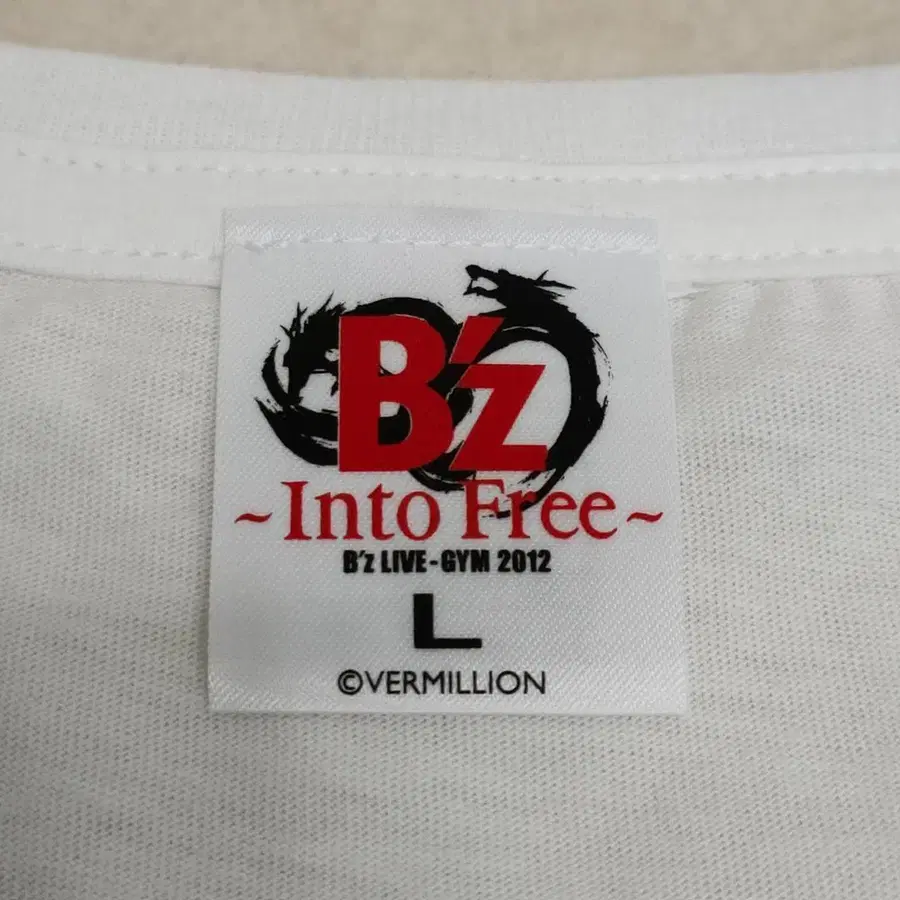 B'z
~Into Free~
B'z LIVE-GYM 2012
L
©VERMILLION